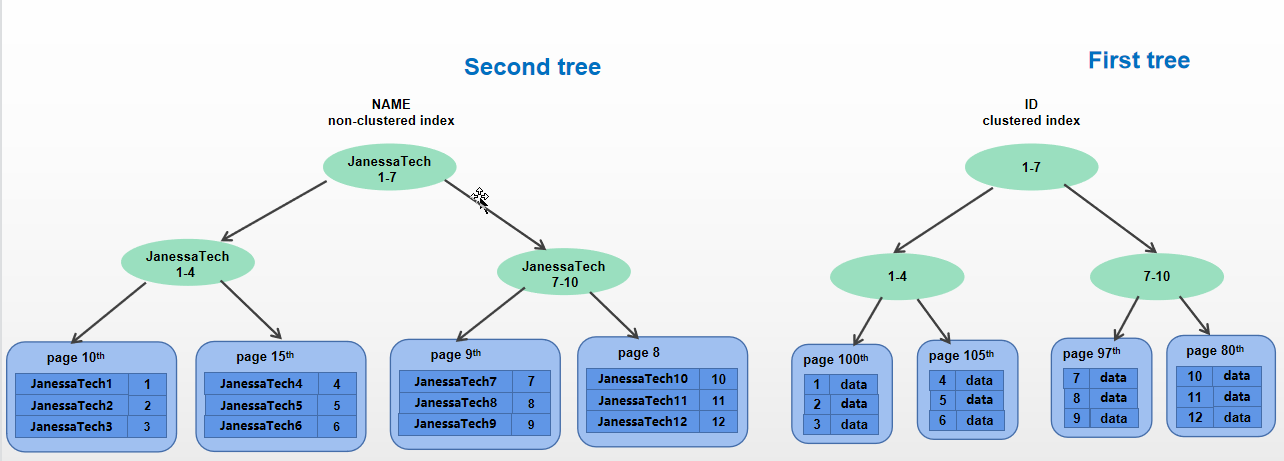 Second tree
First tree
NAME
non-clustered index
ID
clustered index
JanessaTech
1-7
1-7
JanessaTech
1-4
JanessaTech
7-10
1-4
7-10
page 10th
JanessaTech1 1
JanessaTech2 2
JanessaTech3 3
page 15th
JanessaTech4 4
JanessaTech5 5
JanessaTech6 6
page 9th
JanessaTech7 7
JanessaTech8 8
JanessaTech9 9
page 8
JanessaTech10 10
JanessaTech11 11
JanessaTech12 12
page 100th
1 data
2 data
3 data
page 105th
4 data
5 data
6 data
page 97th
7 data
8 data
9 data
page 80th
10 data
11 data
12 data